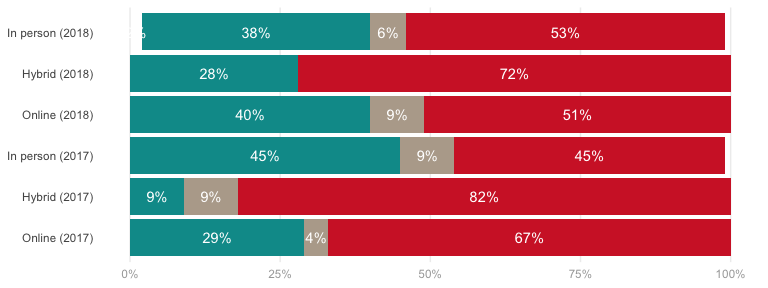 In person (2018) 38% 6% 53%
Hybrid (2018) 28% 72%
Online (2018) 40% 9% 51%
In person (2017) 45% 9% 45%
Hybrid (2017) 9% 9% 82%
Online (2017) 29% 4% 67%
0% 25% 50% 75% 100%